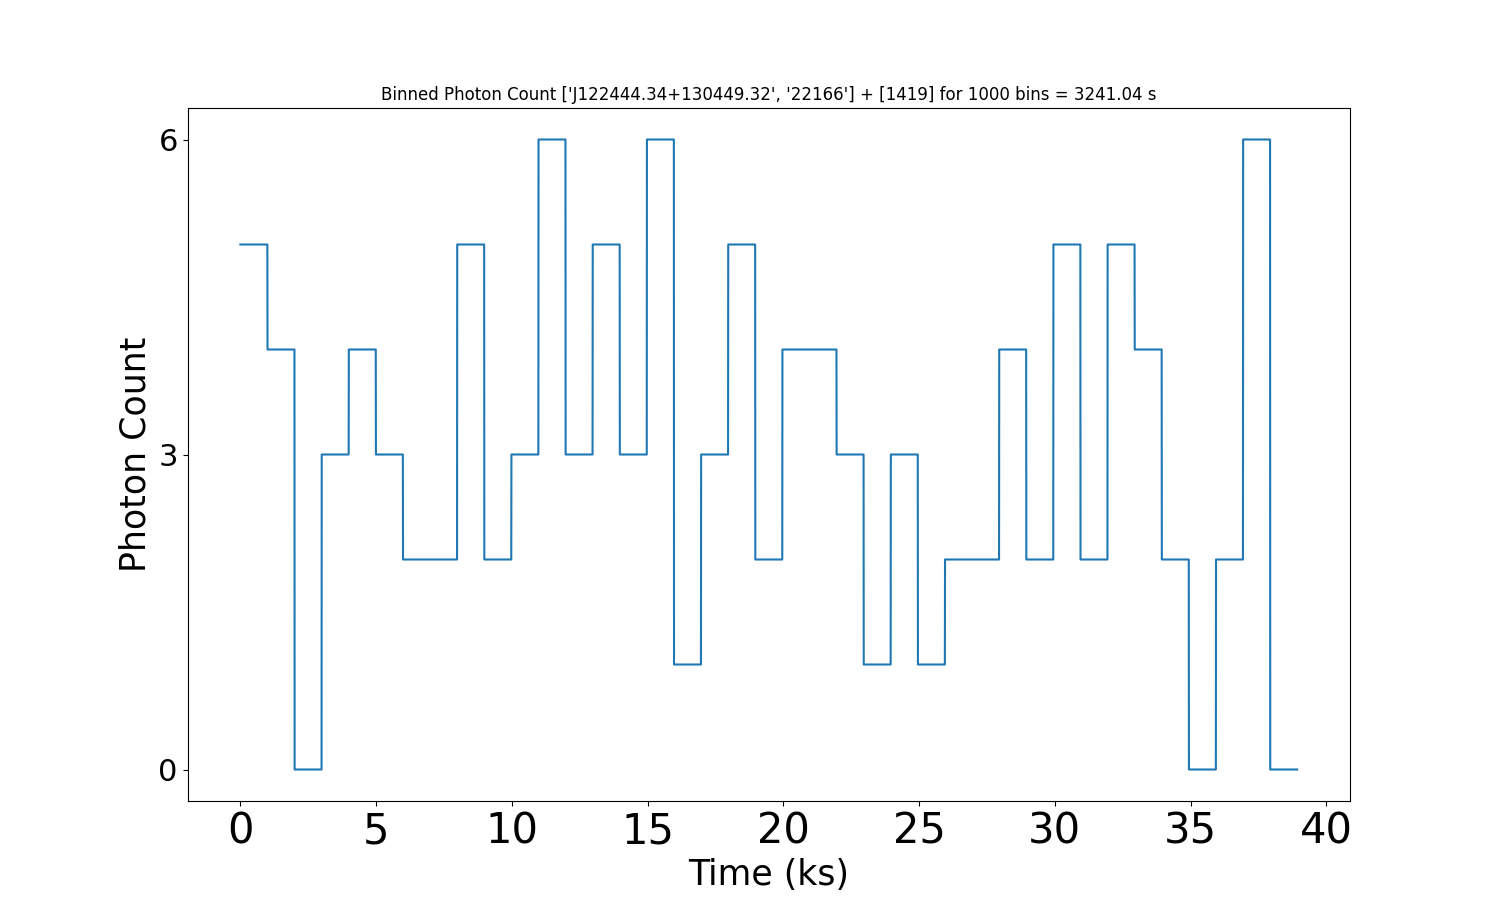 Binned Photon Count ['J122444.34+130449.32', '22166'] + [1419] for 1000 bins = 3241.04 s
6
3
0
Photon Count
0 5 10 15 20 25 30 35 40
Time (ks)